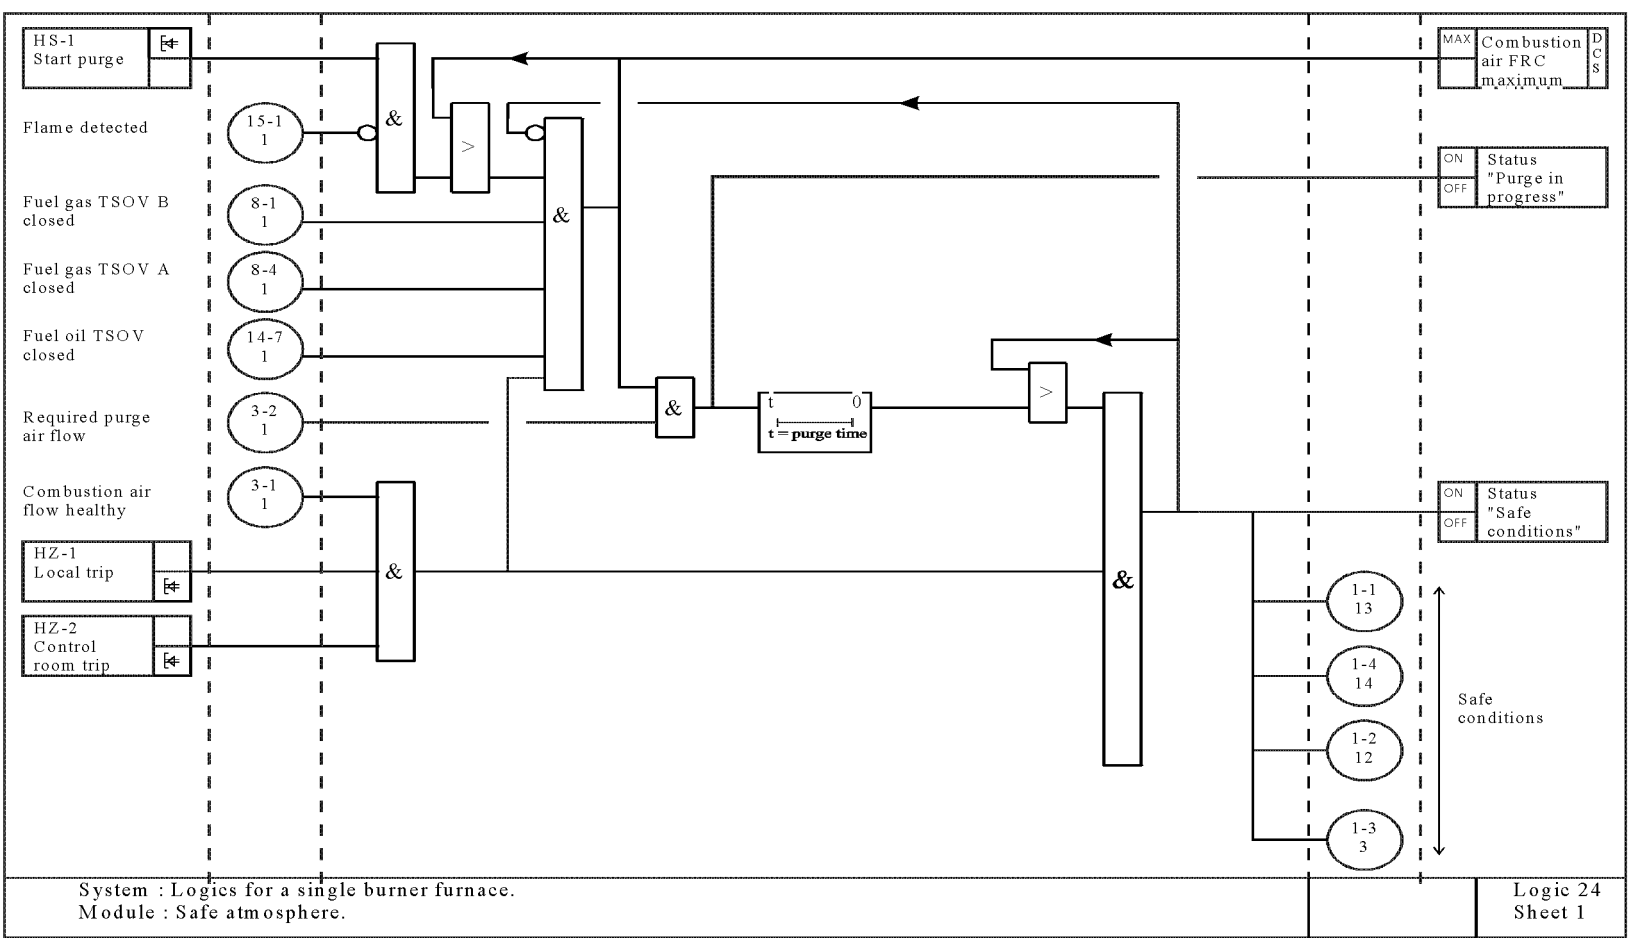 HS-1
Start purge
Flame detected
15-1
1
Fuel gas TSOV B
closed
8-1
1
Fuel gas TSOV A
closed
8-4
1
Fuel oil TSOV
closed
14-7
1
Required purge
air flow
3-2
1
Combustion air
flow healthy
3-1
1
HZ-1
Local trip
HZ-2
Control
room trip
&
>
&
&
&
t 0
t = purge time
>
&
MAX
Combustion
air FRC
maximum
D
C
S
ON
OFF
Status
"Purge in
progress"
ON
OFF
Status
"Safe
conditions"
1-1
13
1-4
14
1-2
12
1-3
3
Safe
conditions
System : Logics for a single burner furnace.
Module : Safe atmosphere.
Logic 24
Sheet 1